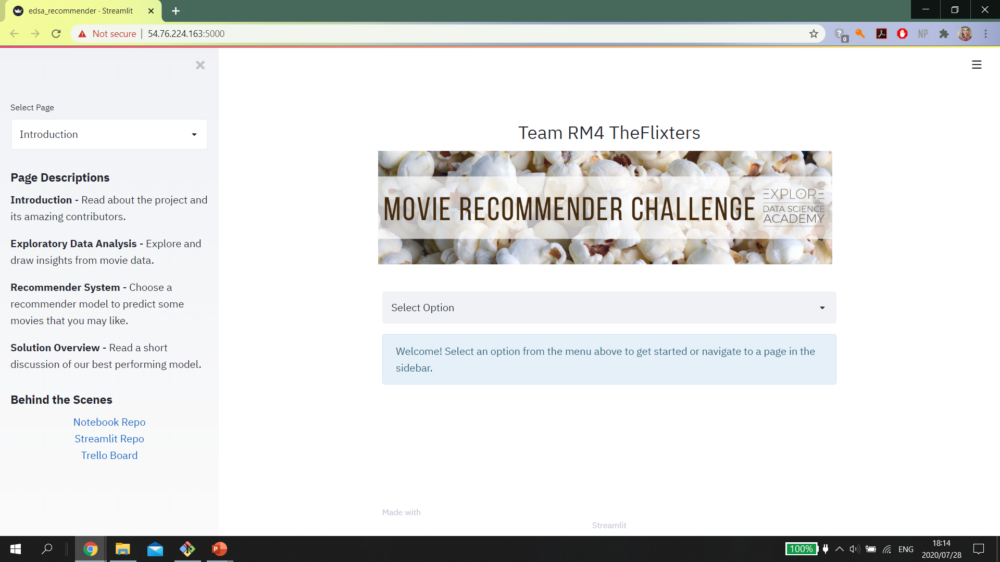 edsa_recommender · Streamlit
Not secure
54.76.224.163:5000
0
NP
Select Page
Introduction
Page Descriptions
Introduction - Read about the project and
its amazing contributors.
Exploratory Data Analysis - Explore and
draw insights from movie data.
Recommender System - Choose a
recommender model to predict some
movies that you may like.
Solution Overview - Read a short
discussion of our best performing model.
Behind the Scenes
Notebook Repo
Streamlit Repo
Trello Board
Team RM4 TheFlixters
MOVIE RECOMMENDER CHALLENGE
EXPLORE
DATA SCIENCE
ACADEMY
Select Option
Welcome! Select an option from the menu above to get started or navigate to a page in the
sidebar.
Made with
Streamlit
P
100%
ENG
18:14
2020/07/28